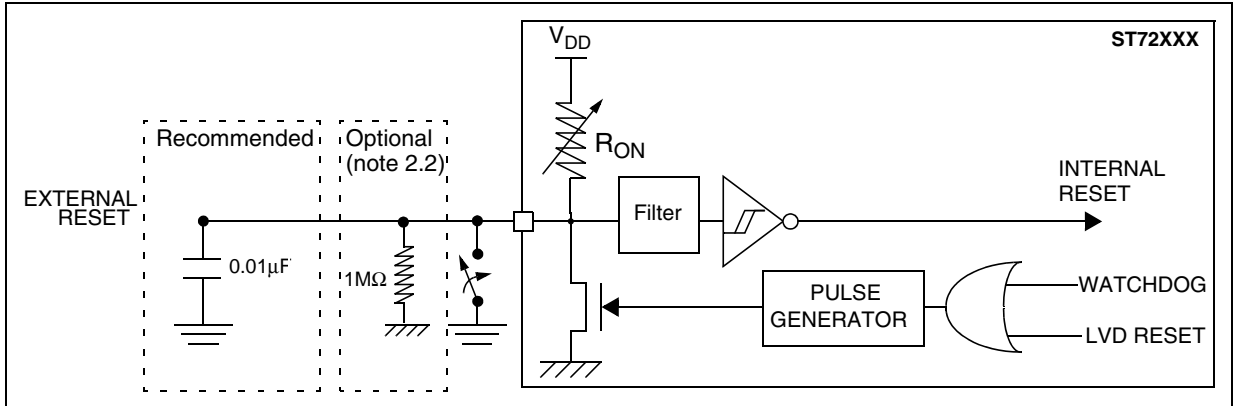 V_DD
ST72XXX
Recommended
Optional
(note 2.2)
R_ON
EXTERNAL
RESET
Filter
INTERNAL
RESET
0.01µF
1MΩ
PULSE
GENERATOR
WATCHDOG
LVD RESET